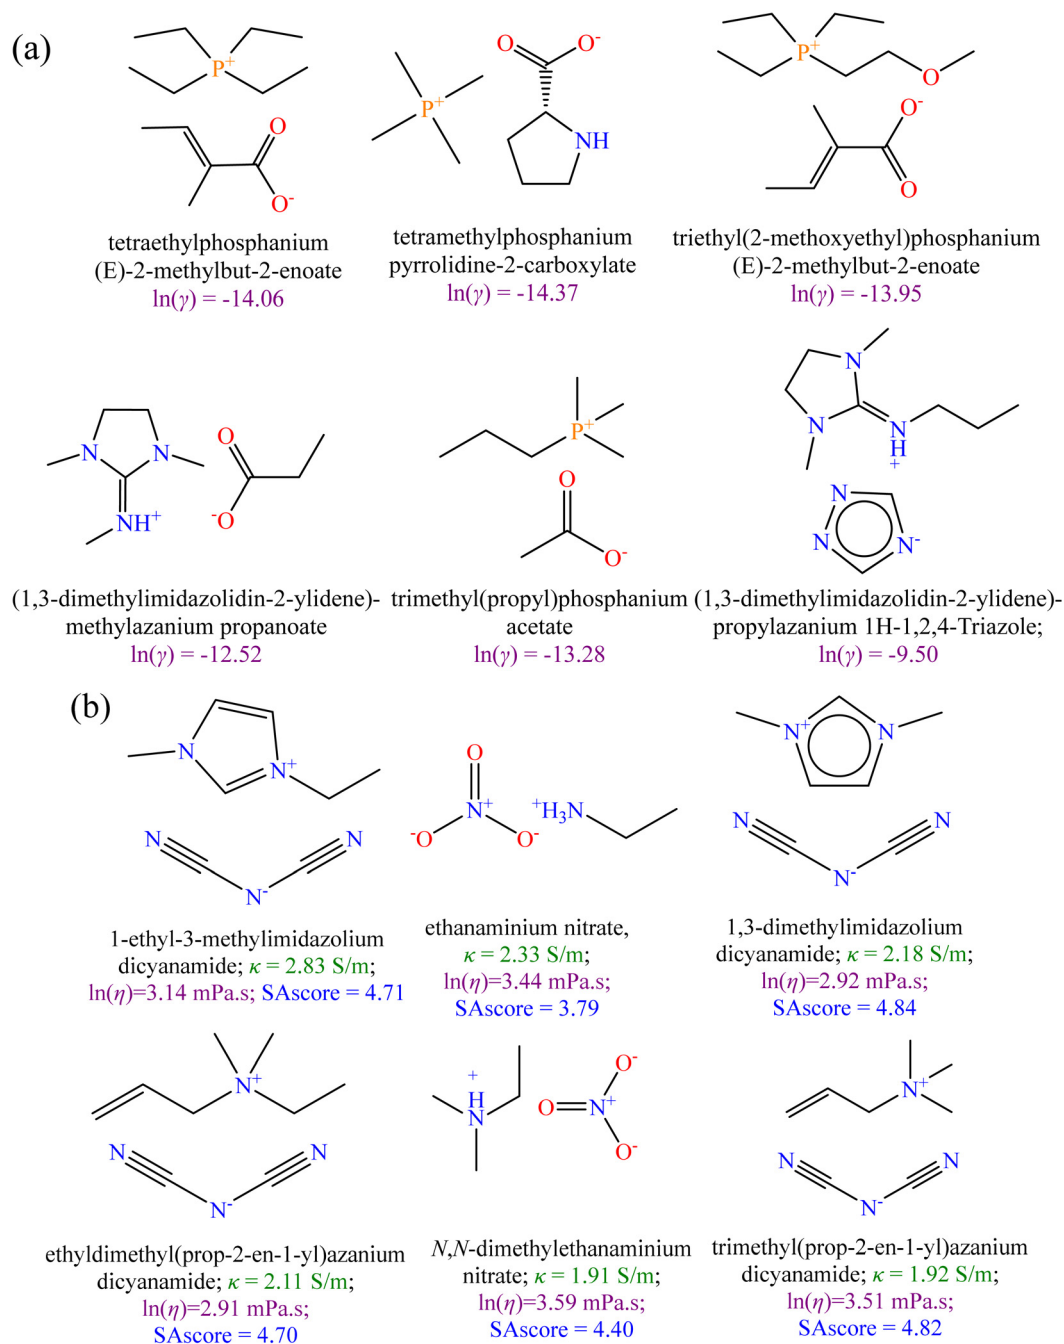 (a)
P+
P+
O
O-
NH
P+
O
O
O-
O-
O
tetraethylphosphanium
(E)-2-methylbut-2-enoate
ln(γ) = -14.06
tetramethylphosphanium
pyrrolidine-2-carboxylate
ln(γ) = -14.37
triethyl(2-methoxyethyl)phosphanium
(E)-2-methylbut-2-enoate
ln(γ) = -13.95
N
N
NH+
O
-O
P+
O
O-
N
N
N
H
+
N
N
N-
(1,3-dimethylimidazolidin-2-ylidene)-
methylazanium propanoate
ln(γ) = -12.52
trimethyl(propyl)phosphanium
acetate
ln(γ) = -13.28
(1,3-dimethylimidazolidin-2-ylidene)-
propylazanium 1H-1,2,4-Triazole;
ln(γ) = -9.50
(b)
N
N+
N
N
N-
O
N+
-O
O-
+H3N
N+
N
N
N
N-
1-ethyl-3-methylimidazolium
dicyanamide; κ = 2.83 S/m;
ln(η)=3.14 mPa.s; SAscore = 4.71
ethanaminium nitrate,
κ = 2.33 S/m;
ln(η)=3.44 mPa.s;
SAscore = 3.79
1,3-dimethylimidazolium
dicyanamide; κ = 2.18 S/m;
ln(η)=2.92 mPa.s;
SAscore = 4.84
N+
N
N
N-
+
H
N
O-
O
N+
O-
N+
N
N
N-
ethyldimethyl(prop-2-en-1-yl)azanium
dicyanamide; κ = 2.11 S/m;
ln(η)=2.91 mPa.s;
SAscore = 4.70
N,N-dimethylethanaminium
nitrate; κ = 1.91 S/m;
ln(η)=3.59 mPa.s;
SAscore = 4.40
trimethyl(prop-2-en-1-yl)azanium
dicyanamide; κ = 1.92 S/m;
ln(η)=3.51 mPa.s;
SAscore = 4.82